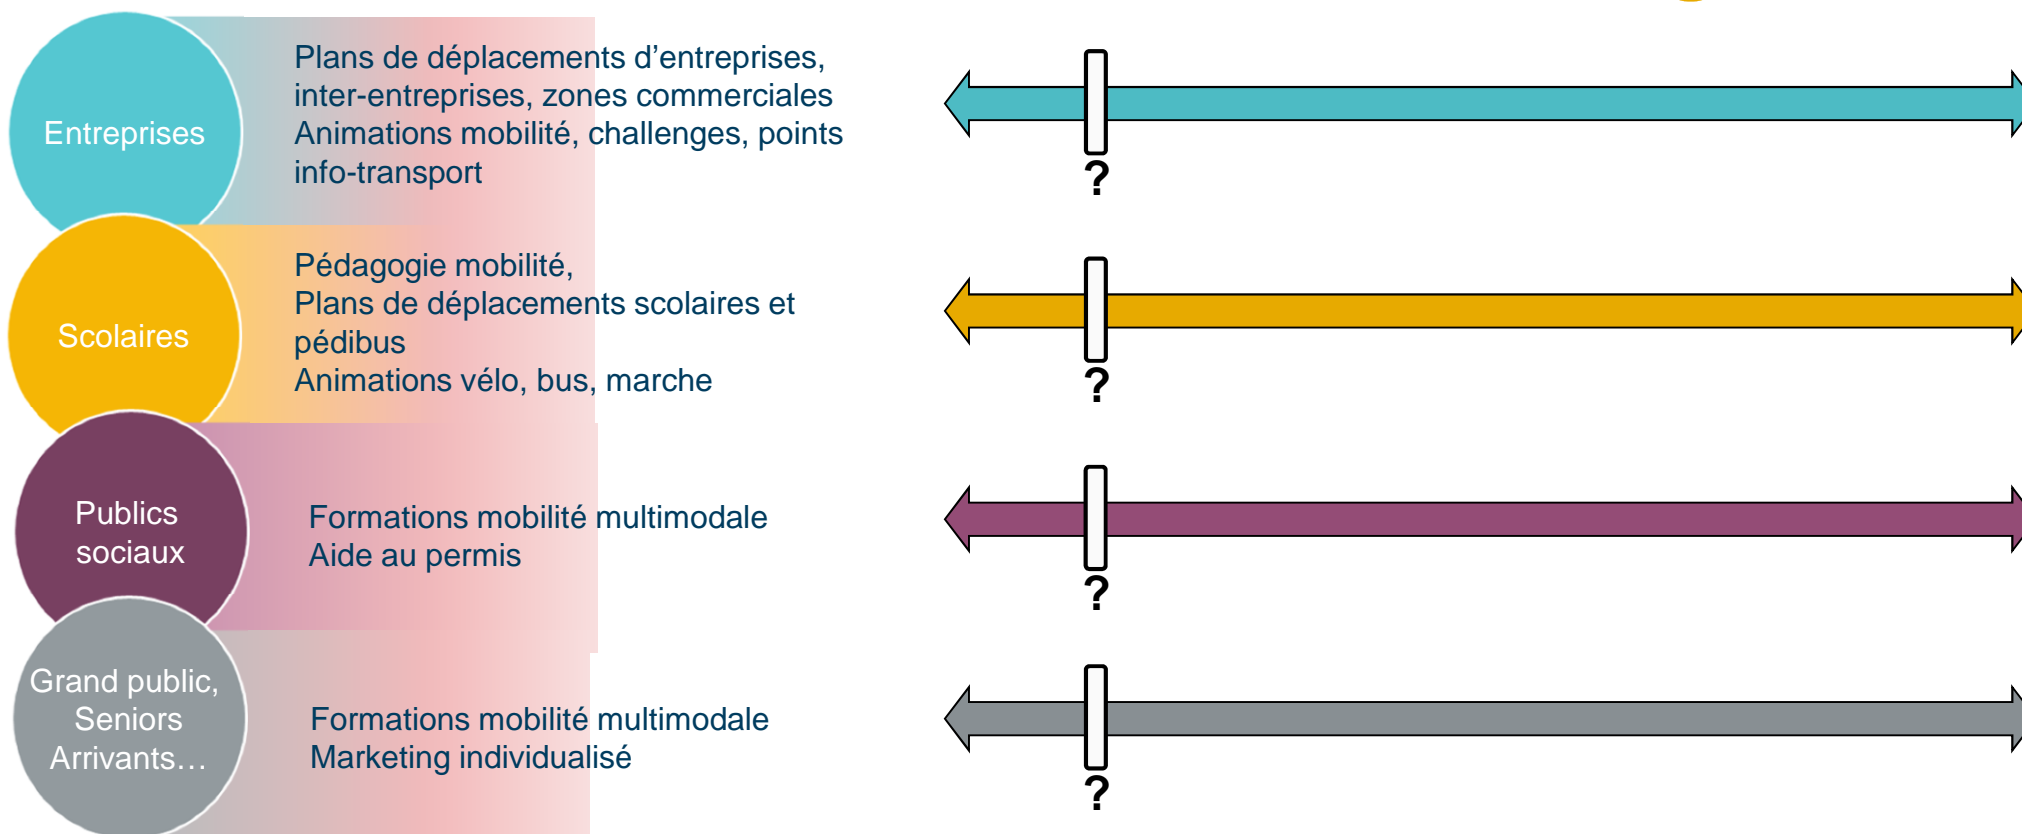 Entreprises
Plans de déplacements d’entreprises,
inter-entreprises, zones commerciales
Animations mobilité, challenges, points
info-transport
?
Scolaires
Pédagogie mobilité,
Plans de déplacements scolaires et
pédibus
Animations vélo, bus, marche
?
Publics
sociaux
Formations mobilité multimodale
Aide au permis
?
Grand public,
Seniors
Arrivants…
Formations mobilité multimodale
Marketing individualisé
?